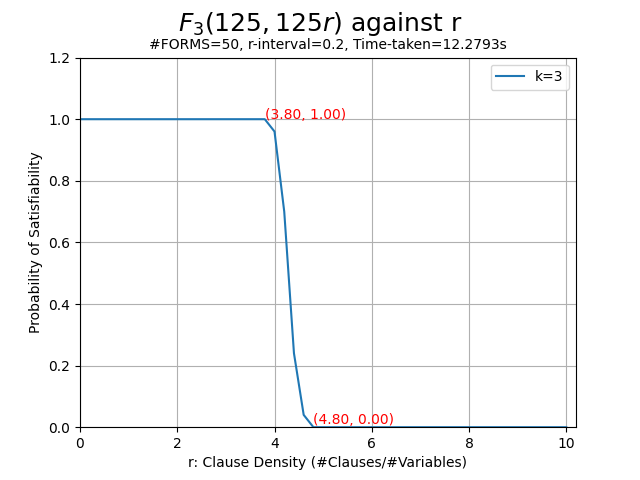 F₃(125, 125r) against r
#FORMS=50, r-interval=0.2, Time-taken=12.2793s
k=3
1.2
1.0
0.8
0.6
0.4
0.2
0.0
(3.80, 1.00)
(4.80, 0.00)
Probability of Satisfiability
0 2 4 6 8 10
r: Clause Density (#Clauses/#Variables)